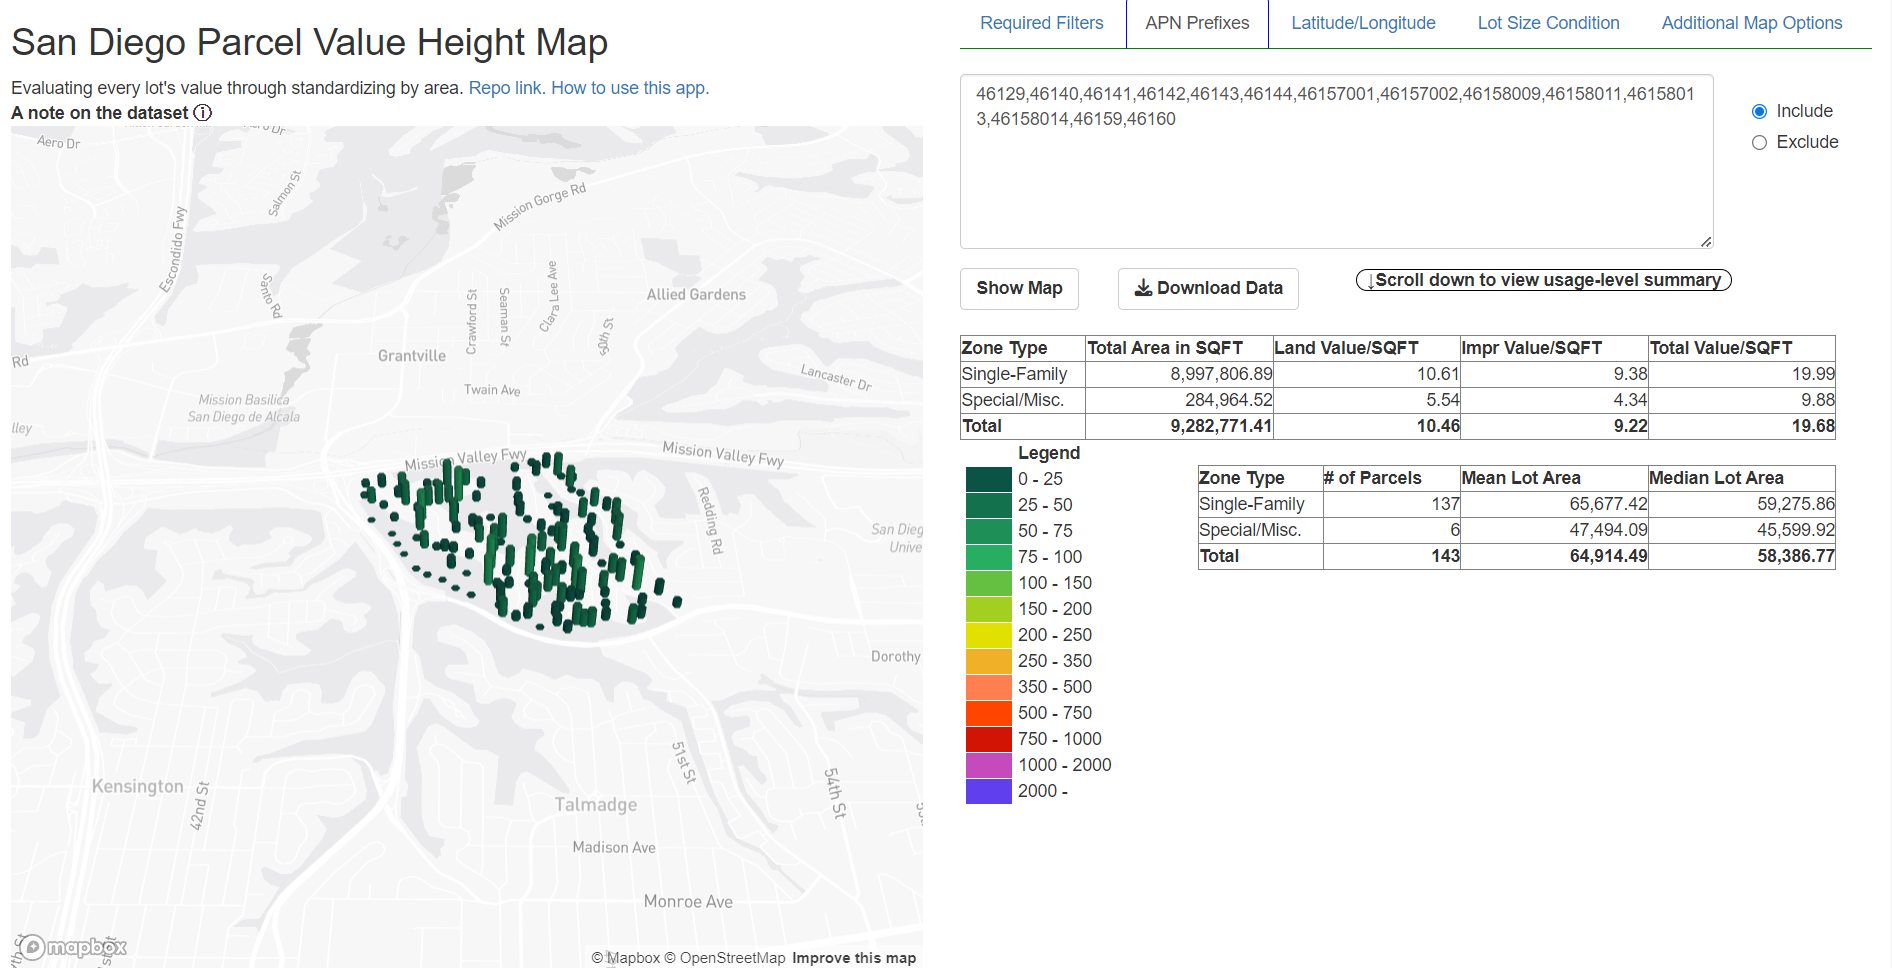 San Diego Parcel Value Height Map
Evaluating every lot's value through standardizing by area. Repo link. How to use this app.
A note on the dataset ⓘ
Aero Dr
Salmon St
Escondido Fwy
Mission Gorge Rd
Santo Rd
Crawford St
Seaman St
Clara Lee Ave
50th St
Allied Gardens
Rd
Grantville
Lancaster Dr
Twain Ave
Mission Basilica
San Diego de Alcala
lley
Mission Valley Fwy
Mission Valley Fwy
Redding Rd
San Dieg
Unive
Dorothy
51st St
54th St
Kensington
42nd St
Talmadge
Madison Ave
Monroe Ave
mapbox
© Mapbox © OpenStreetMap Improve this map
Required Filters
APN Prefixes
Latitude/Longitude
Lot Size Condition
Additional Map Options
46129,46140,46141,46142,46143,46144,46157001,46157002,46158009,46158011,4615801
3,46158014,46159,46160
Include
Exclude
Show Map
Download Data
↓Scroll down to view usage-level summary
Zone Type Total Area in SQFT Land Value/SQFT Impr Value/SQFT Total Value/SQFT
Single-Family 8,997,806.89 10.61 9.38 19.99
Special/Misc. 284,964.52 5.54 4.34 9.88
Total 9,282,771.41 10.46 9.22 19.68
Legend
0 - 25
25 - 50
50 - 75
75 - 100
100 - 150
150 - 200
200 - 250
250 - 350
350 - 500
500 - 750
750 - 1000
1000 - 2000
2000 -
Zone Type # of Parcels Mean Lot Area Median Lot Area
Single-Family 137 65,677.42 59,275.86
Special/Misc. 6 47,494.09 45,599.92
Total 143 64,914.49 58,386.77